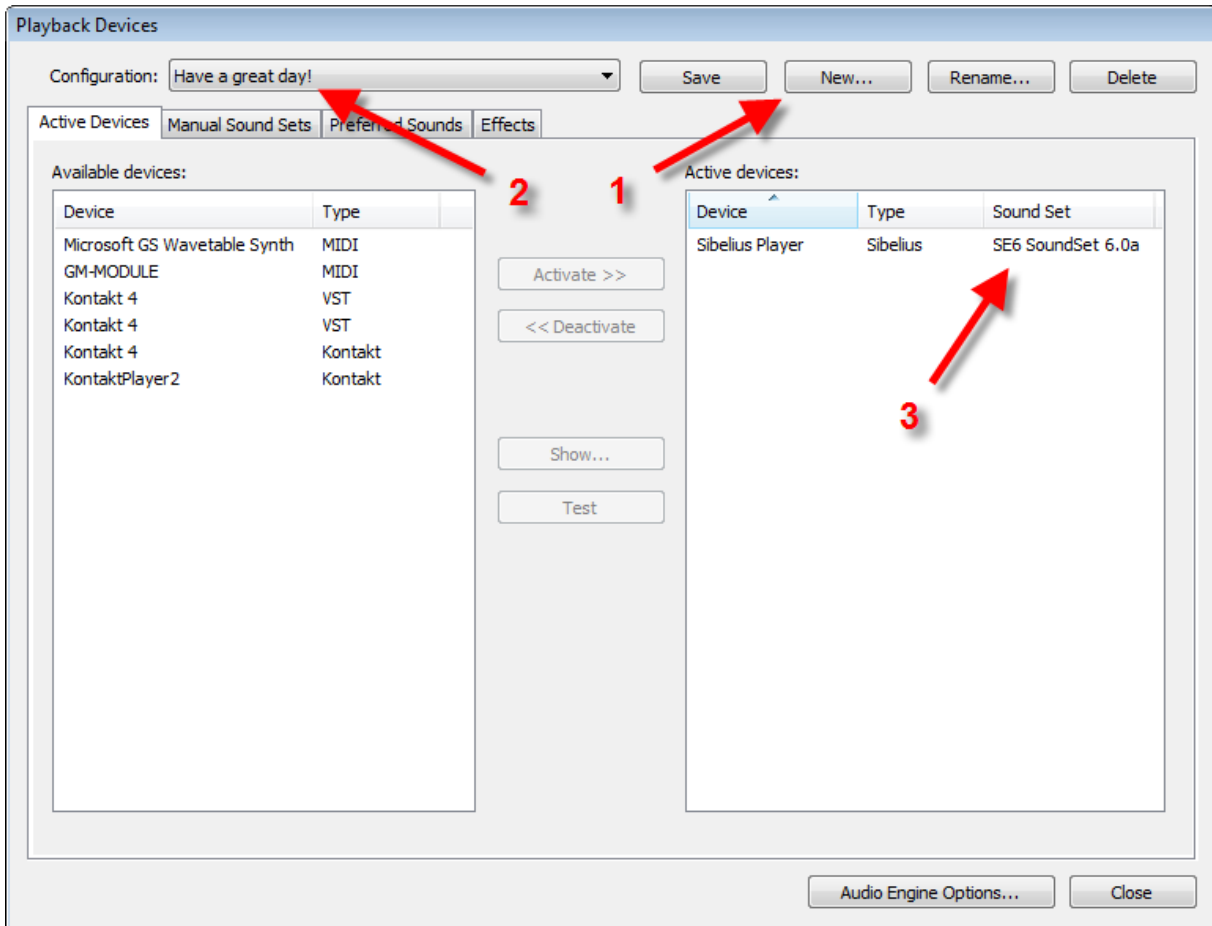 Playback Devices
Configuration: Have a great day! Save New... Rename... Delete
Active Devices Manual Sound Sets Preferred Sounds Effects
2 1
Available devices: Active devices:
Device Type Device Type Sound Set
Microsoft GS Wavetable Synth MIDI Sibelius Player Sibelius SE6 SoundSet 6.0a
GM-MODULE MIDI Activate >>
Kontakt 4 VST
Kontakt 4 VST << Deactivate
Kontakt 4 Kontakt
KontaktPlayer2 Kontakt
3
Show...
Test
Audio Engine Options... Close